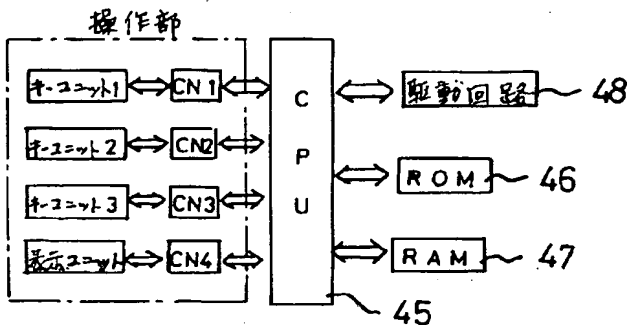 操作部
キーユニット1 CN1
キーユニット2 CN2
キーユニット3 CN3
表示ユニット CN4
CPU
45
駆動回路 48
ROM 46
RAM 47